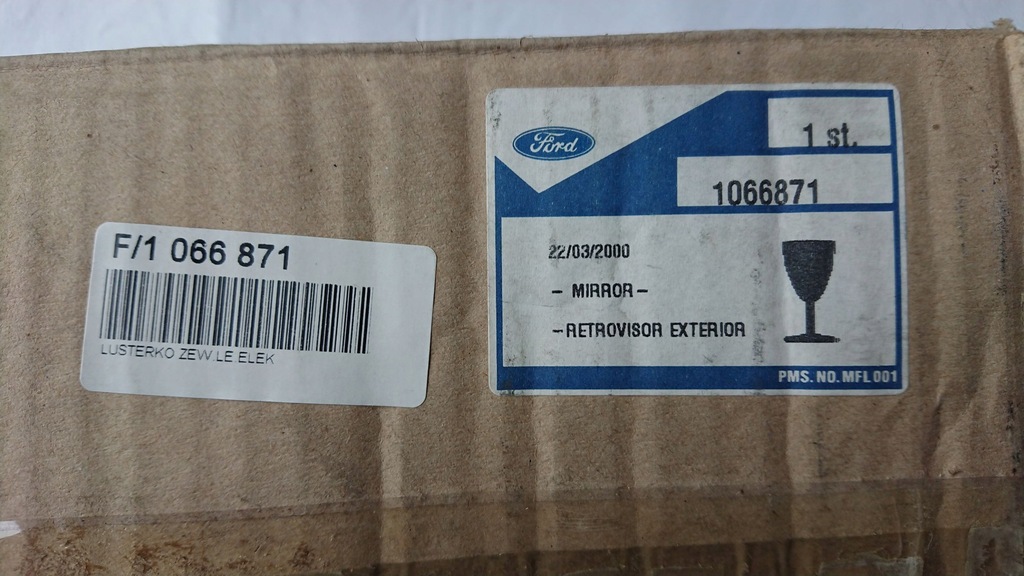 F/1 066 871
LUSTERKO ZEW.LE ELEK
Ford
1 st.
1066871
22/03/2000
- MIRROR -
- RETROVISOR EXTERIOR
PMS. NO. MFL 001